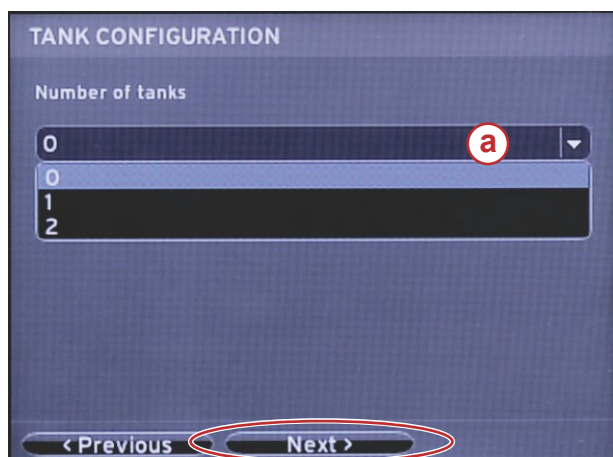 TANK CONFIGURATION
Number of tanks
0
a
0
1
2
< Previous
Next >